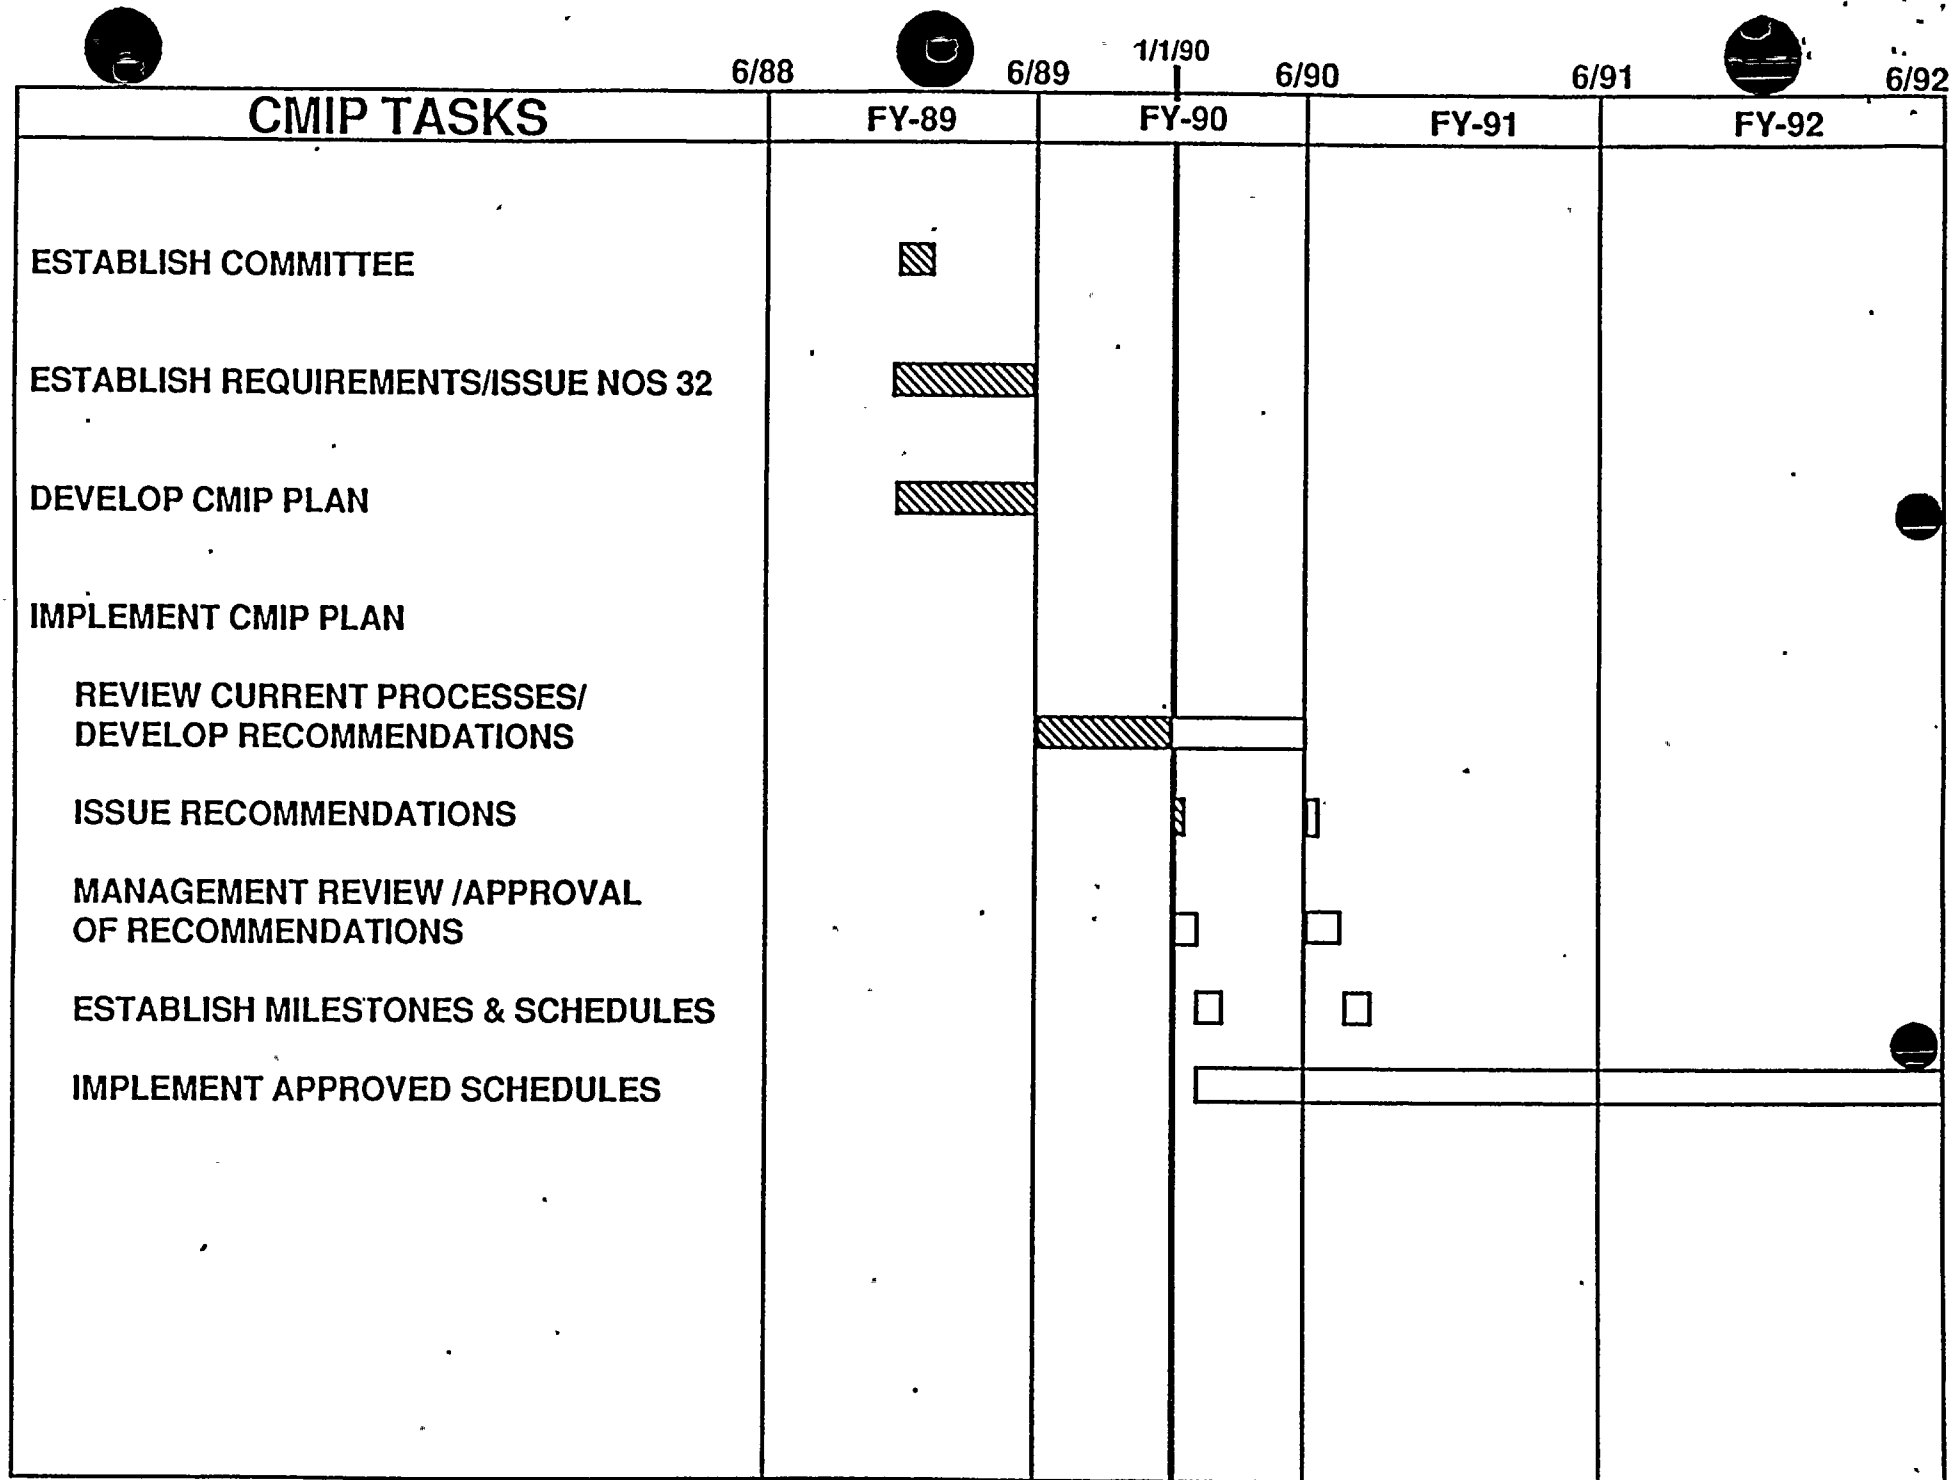 1/1/90
6/88 6/89 6/90 6/91 6/92
CMIP TASKS FY-89 FY-90 FY-91 FY-92
ESTABLISH COMMITTEE
ESTABLISH REQUIREMENTS/ISSUE NOS 32
DEVELOP CMIP PLAN
IMPLEMENT CMIP PLAN
REVIEW CURRENT PROCESSES/
DEVELOP RECOMMENDATIONS
ISSUE RECOMMENDATIONS
MANAGEMENT REVIEW /APPROVAL
OF RECOMMENDATIONS
ESTABLISH MILESTONES & SCHEDULES
IMPLEMENT APPROVED SCHEDULES